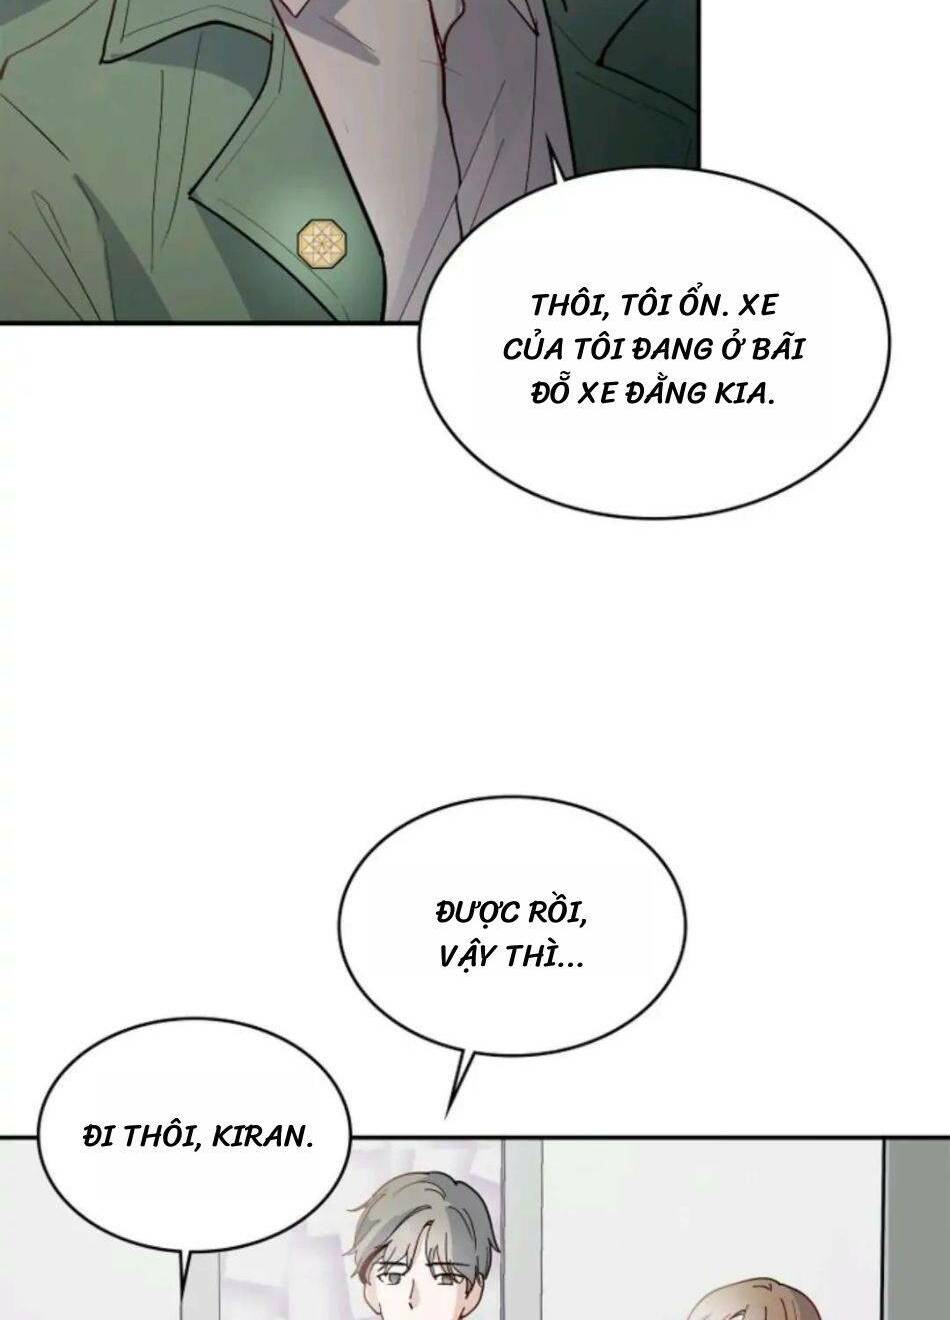 THÔI, TÔI ỔN. XE
CỦA TÔI ĐANG Ở BÃI
ĐỖ XE ĐẰNG KIA.
ĐƯỢC RỒI,
VẬY THÌ...
ĐI THÔI, KIRAN.